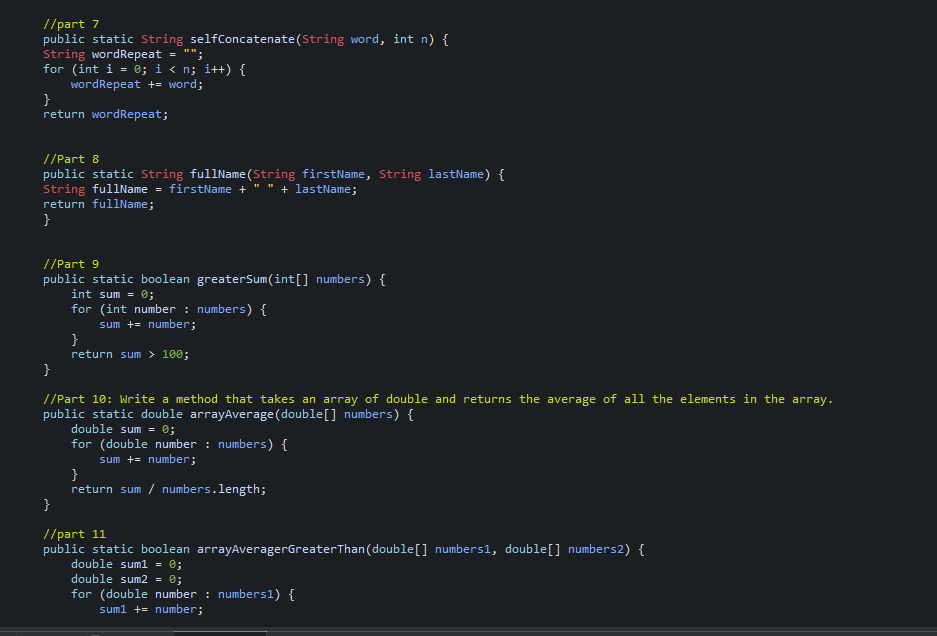 //part 7
public static String selfConcatenate(String word, int n) {
String wordRepeat = "";
for (int i = 0; i < n; i++) {
    wordRepeat += word;
}
return wordRepeat;
//Part 8
public static String fullName(String firstName, String lastName) {
String fullName = firstName + " " + lastName;
return fullName;
}
//Part 9
public static boolean greaterSum(int[] numbers) {
    int sum = 0;
    for (int number : numbers) {
        sum += number;
    }
    return sum > 100;
}
//Part 10: Write a method that takes an array of double and returns the average of all the elements in the array.
public static double arrayAverage(double[] numbers) {
    double sum = 0;
    for (double number : numbers) {
        sum += number;
    }
    return sum / numbers.length;
}
//part 11
public static boolean arrayAveragerGreaterThan(double[] numbers1, double[] numbers2) {
    double sum1 = 0;
    double sum2 = 0;
    for (double number : numbers1) {
        sum1 += number;